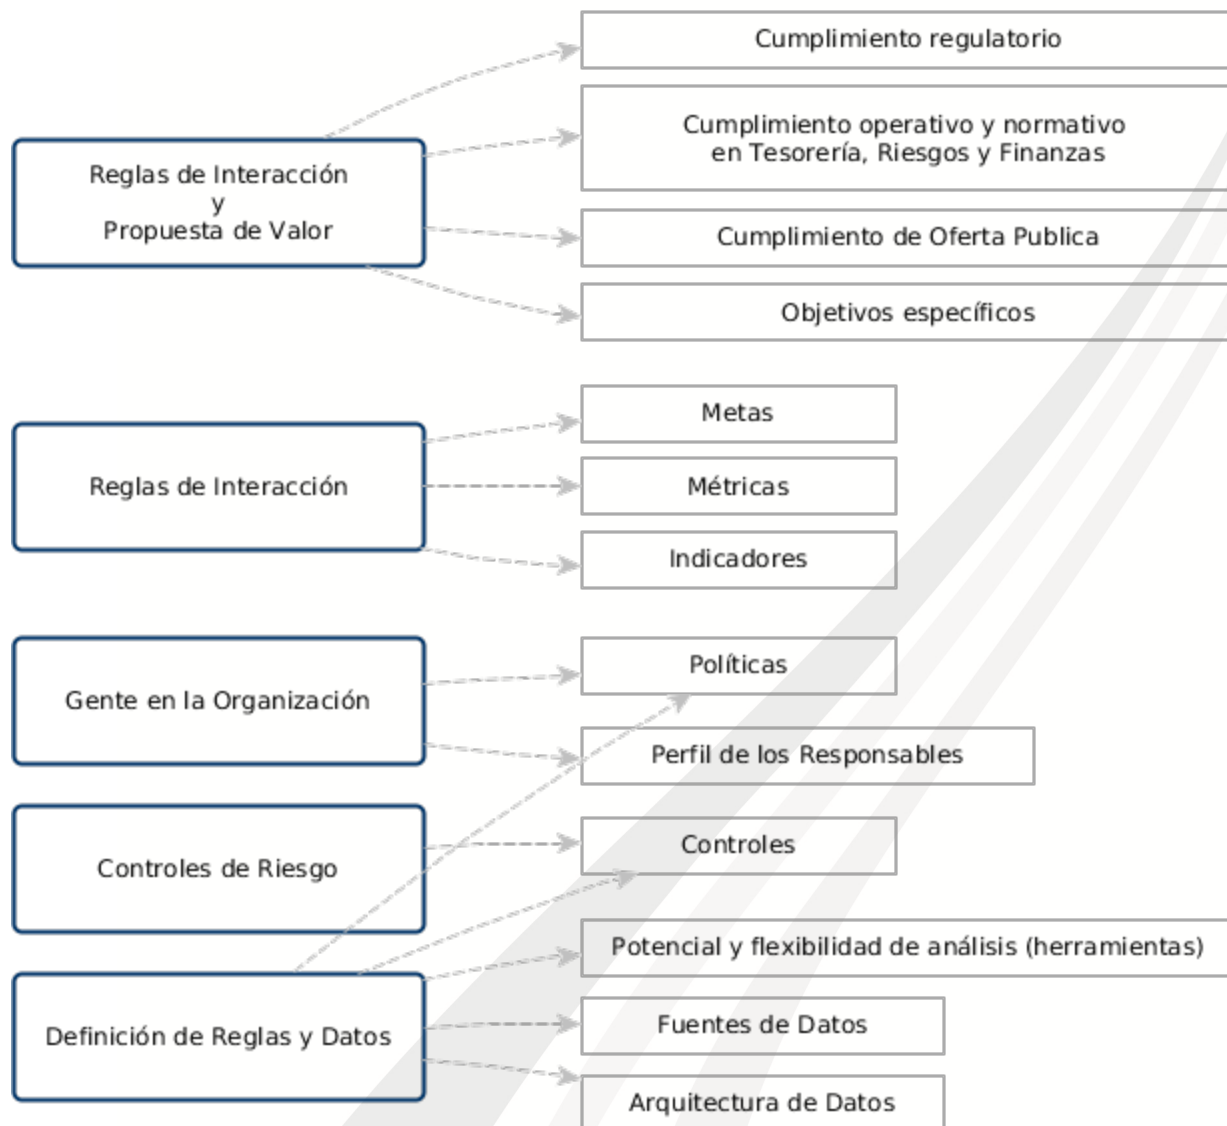 Cumplimiento regulatorio
Cumplimiento operativo y normativo
en Tesorería, Riesgos y Finanzas
Reglas de Interacción
y
Propuesta de Valor
Cumplimiento de Oferta Publica
Objetivos específicos
Metas
Reglas de Interacción
Métricas
Indicadores
Políticas
Gente en la Organización
Perfil de los Responsables
Controles
Controles de Riesgo
Potencial y flexibilidad de análisis (herramientas)
Definición de Reglas y Datos
Fuentes de Datos
Arquitectura de Datos